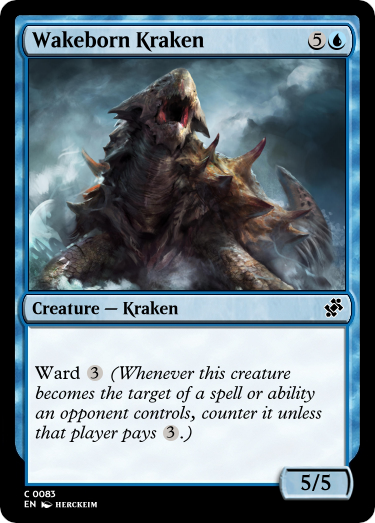 Wakeborn Kraken 5
Creature — Kraken
Ward 3 (Whenever this creature
becomes the target of a spell or ability
an opponent controls, counter it unless
that player pays 3.)
5/5
C 0083
EN HERCKEIM